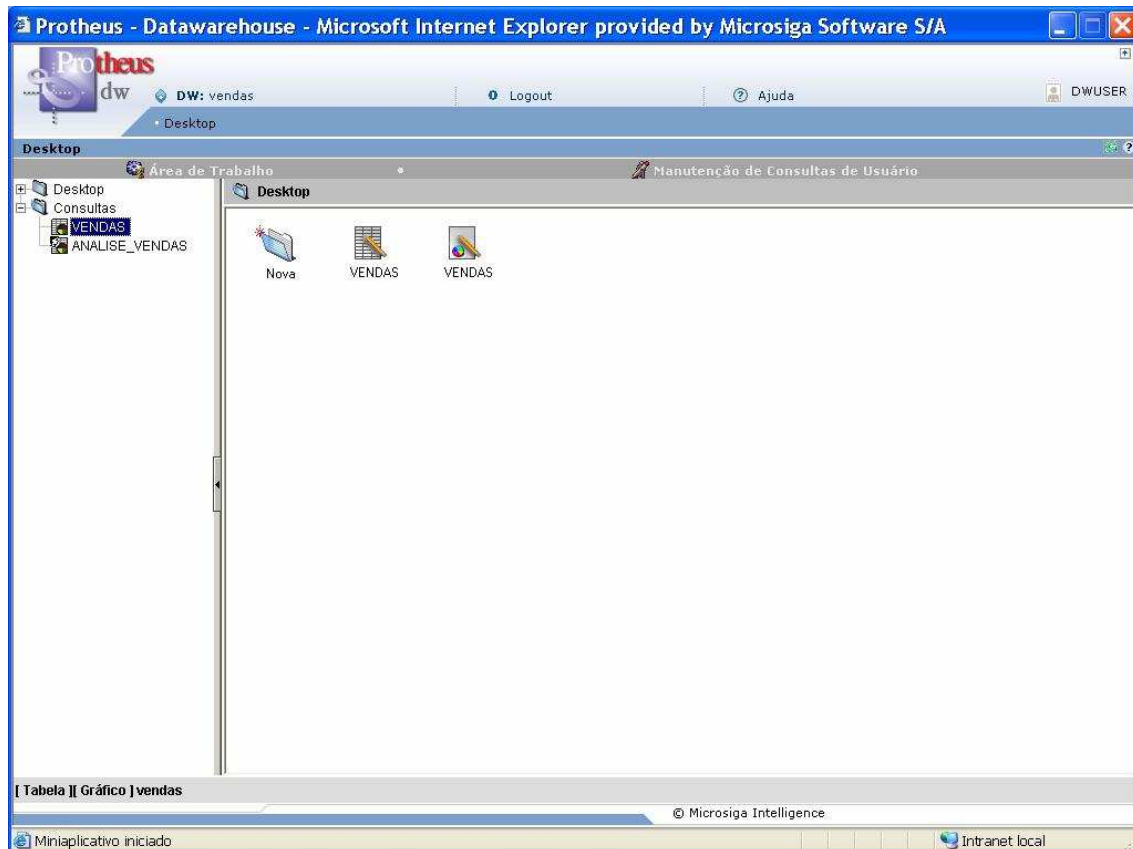 Protheus - Datawarehouse - Microsoft Internet Explorer provided by Microsiga Software S/A
Protheus
dw
DW: vendas
Logout
Ajuda
DWUSER
Desktop
Desktop
Área de Trabalho
Manutenção de Consultas de Usuário
Desktop
Consultas
VENDAS
ANALISE_VENDAS
Desktop
Nova
VENDAS
VENDAS
[ Tabela ][ Gráfico ] vendas
© Microsiga Intelligence
Miniaplicativo iniciado
Intranet local